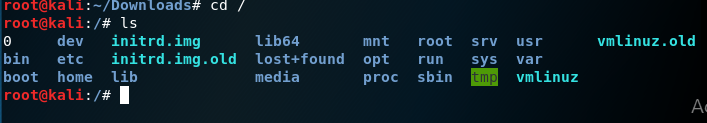 root@kali:~/Downloads# cd /
root@kali:/# ls
0 dev initrd.img lib64 mnt root srv usr vmlinuz.old
bin etc initrd.img.old lost+found opt run sys var
boot home lib media proc sbin tmp vmlinuz
root@kali:/#